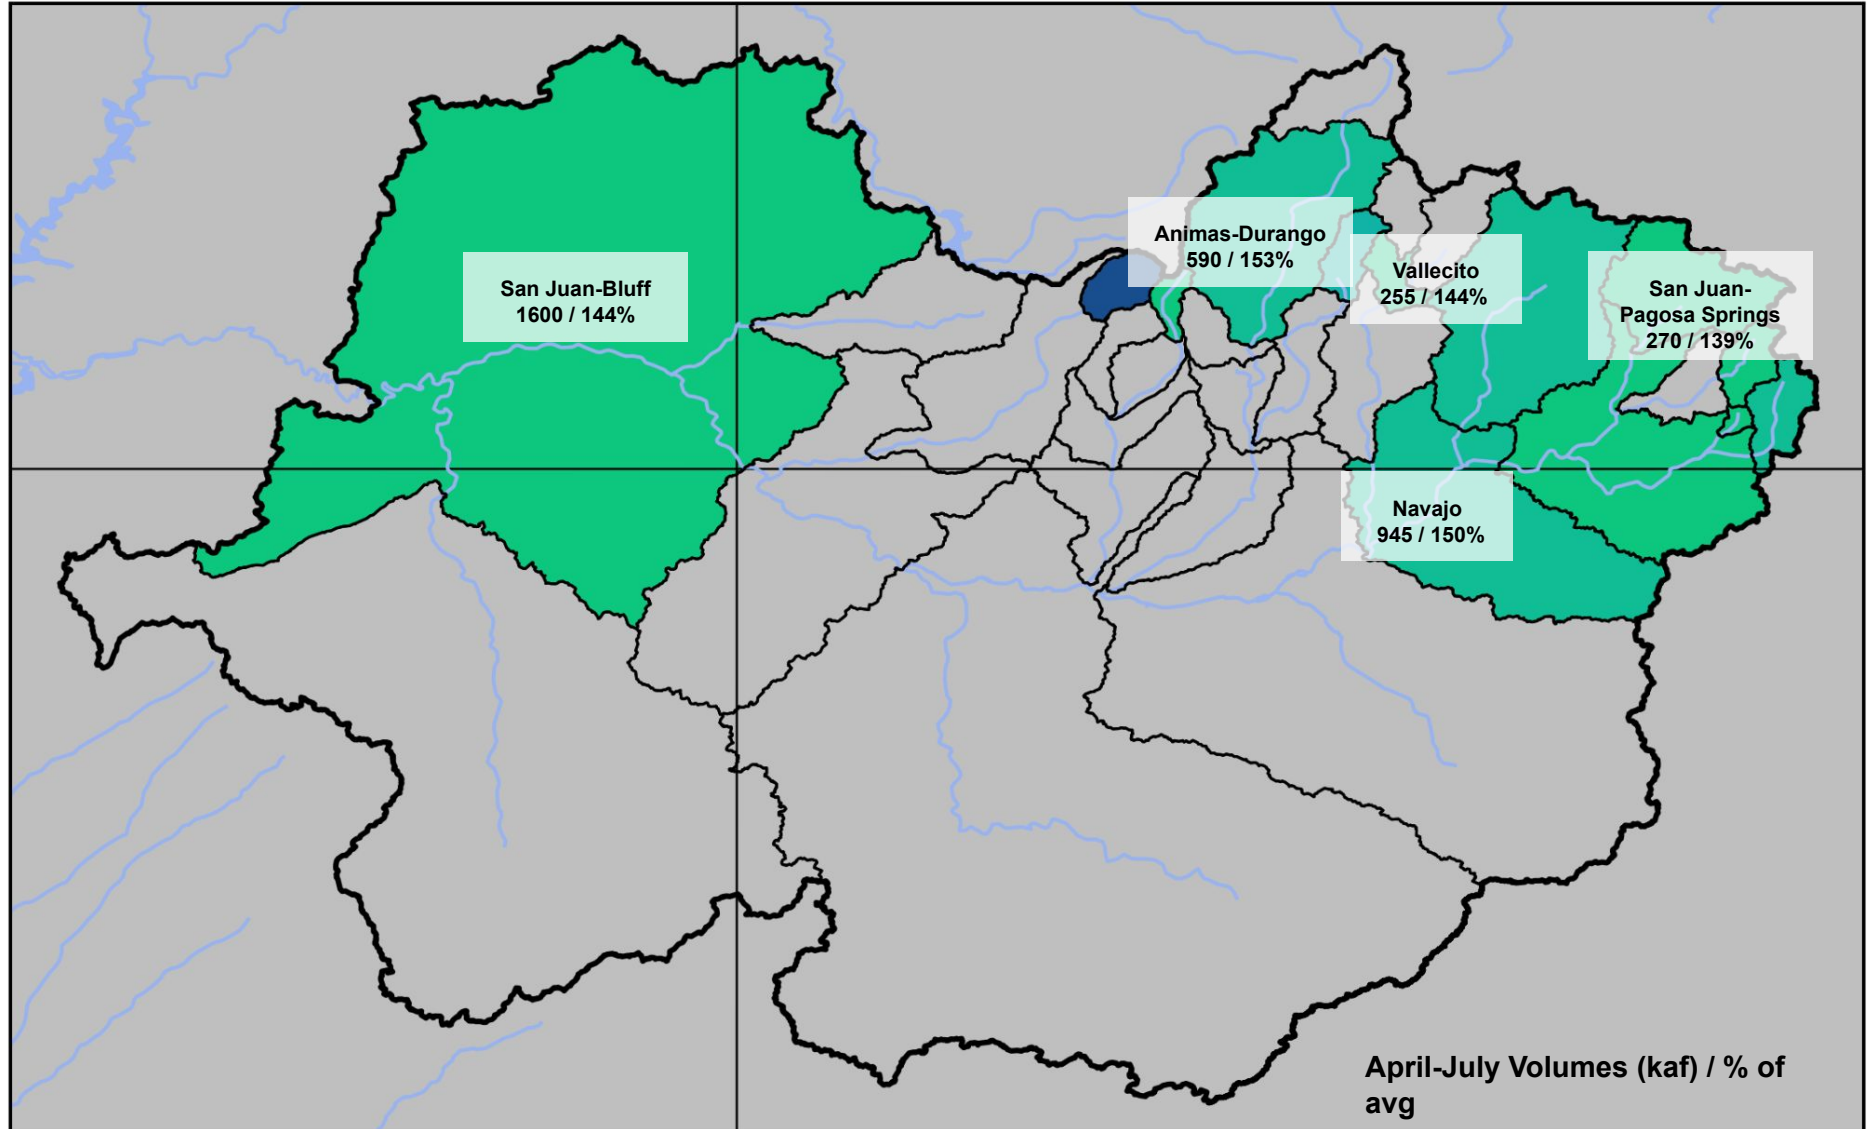 Animas-Durango
590 / 153%
Vallecito
255 / 144%
San Juan-
Pagosa Springs
270 / 139%
San Juan-Bluff
1600 / 144%
Navajo
945 / 150%
April-July Volumes (kaf) / % of
avg